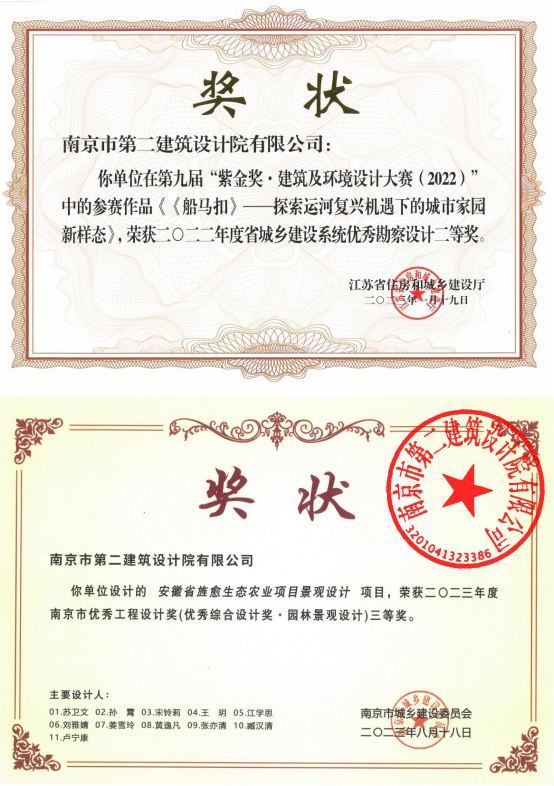 奖 状
南京市第二建筑设计院有限公司：
你单位在第九届“紫金奖·建筑及环境设计大赛（2022）”
中的参赛作品《《船马扣》——探索运河复兴机遇下的城市家园
新样态》，荣获二〇二二年度省城乡建设系统优秀勘察设计二等奖。
江苏省住房和城乡建设厅
二〇二三年一月十九日
奖 状
南京市第二建筑设计院有限公司
3201041323386
南京市第二建筑设计院有限公司
你单位设计的 安徽省旌愈生态农业项目景观设计 项目，荣获二〇二三年度
南京市优秀工程设计奖(优秀综合设计奖·园林景观设计)三等奖。
主要设计人：
01.苏卫文 02.孙 霄 03.宋铃莉 04.王 玥 05.江学思
06.刘雅婧 07.姜雪玲 08.黄逸凡 09.张亦清 10.臧汉清
11.卢宁康
南京市城乡建设委员会
二〇二三年八月十八日